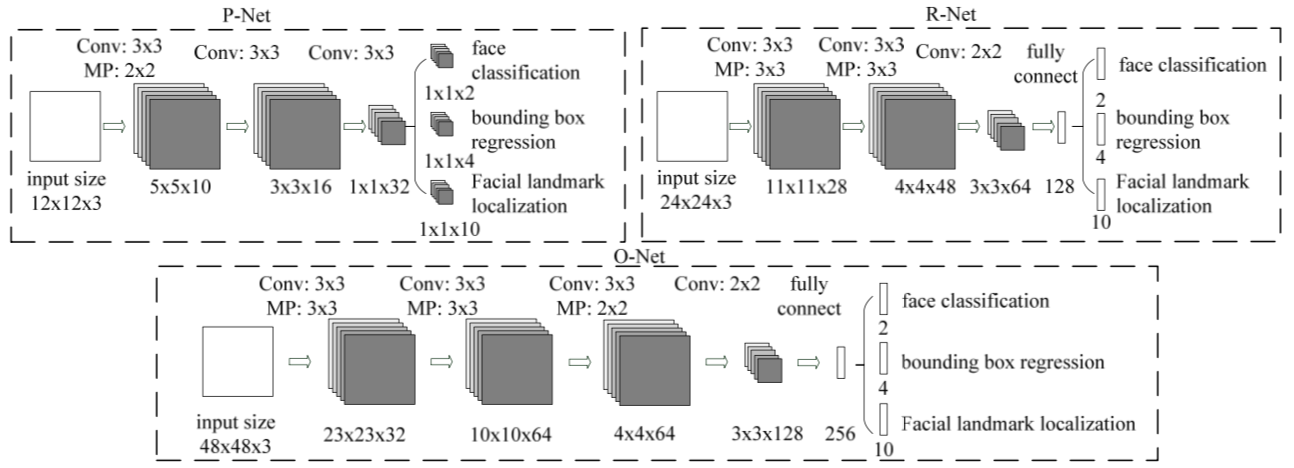 P-Net
Conv: 3x3
MP: 2x2
Conv: 3x3
Conv: 3x3
face
classification
1x1x2
bounding box
regression
1x1x4
Facial landmark
localization
1x1x10
input size
12x12x3
5x5x10
3x3x16
1x1x32
R-Net
Conv: 3x3
MP: 3x3
Conv: 3x3
MP: 3x3
Conv: 2x2
fully
connect
face classification
2
bounding box
regression
4
Facial landmark
localization
10
input size
24x24x3
11x11x28
4x4x48
3x3x64
128
O-Net
Conv: 3x3
MP: 3x3
Conv: 3x3
MP: 3x3
Conv: 3x3
MP: 2x2
Conv: 2x2
fully
connect
face classification
2
bounding box regression
4
Facial landmark localization
10
input size
48x48x3
23x23x32
10x10x64
4x4x64
3x3x128
256